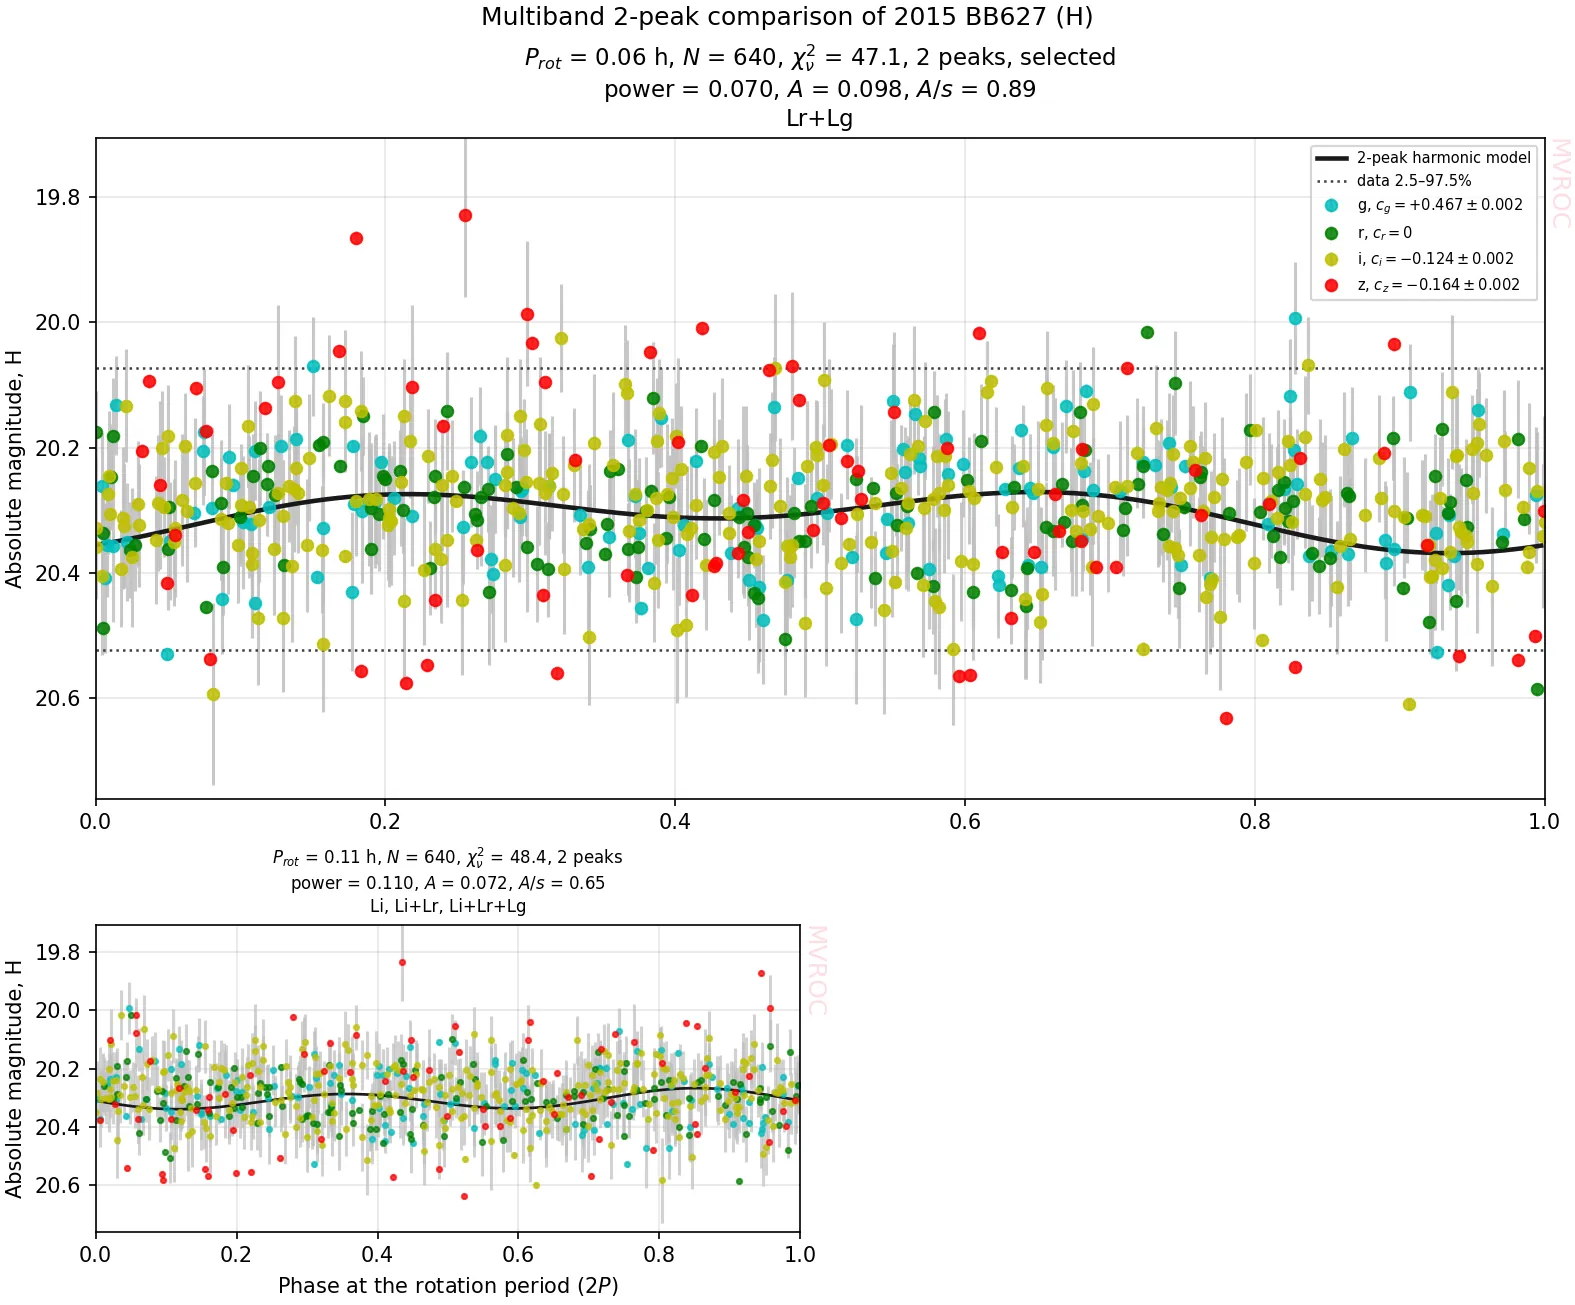 Multiband 2-peak comparison of 2015 BB627 (H)
P_rot = 0.06 h, N = 640, χ²_ν = 47.1, 2 peaks, selected
power = 0.070, A = 0.098, A/s = 0.89
Lr+Lg
MVROC
2-peak harmonic model
data 2.5–97.5%
g, c_g = +0.467 ± 0.002
r, c_r = 0
i, c_i = −0.124 ± 0.002
z, c_z = −0.164 ± 0.002
Absolute magnitude, H
19.8
20.0
20.2
20.4
20.6
0.0 0.2 0.4 0.6 0.8 1.0
P_rot = 0.11 h, N = 640, χ²_ν = 48.4, 2 peaks
power = 0.110, A = 0.072, A/s = 0.65
Li, Li+Lr, Li+Lr+Lg
MVROC
Absolute magnitude, H
19.8
20.0
20.2
20.4
20.6
0.0 0.2 0.4 0.6 0.8 1.0
Phase at the rotation period (2P)